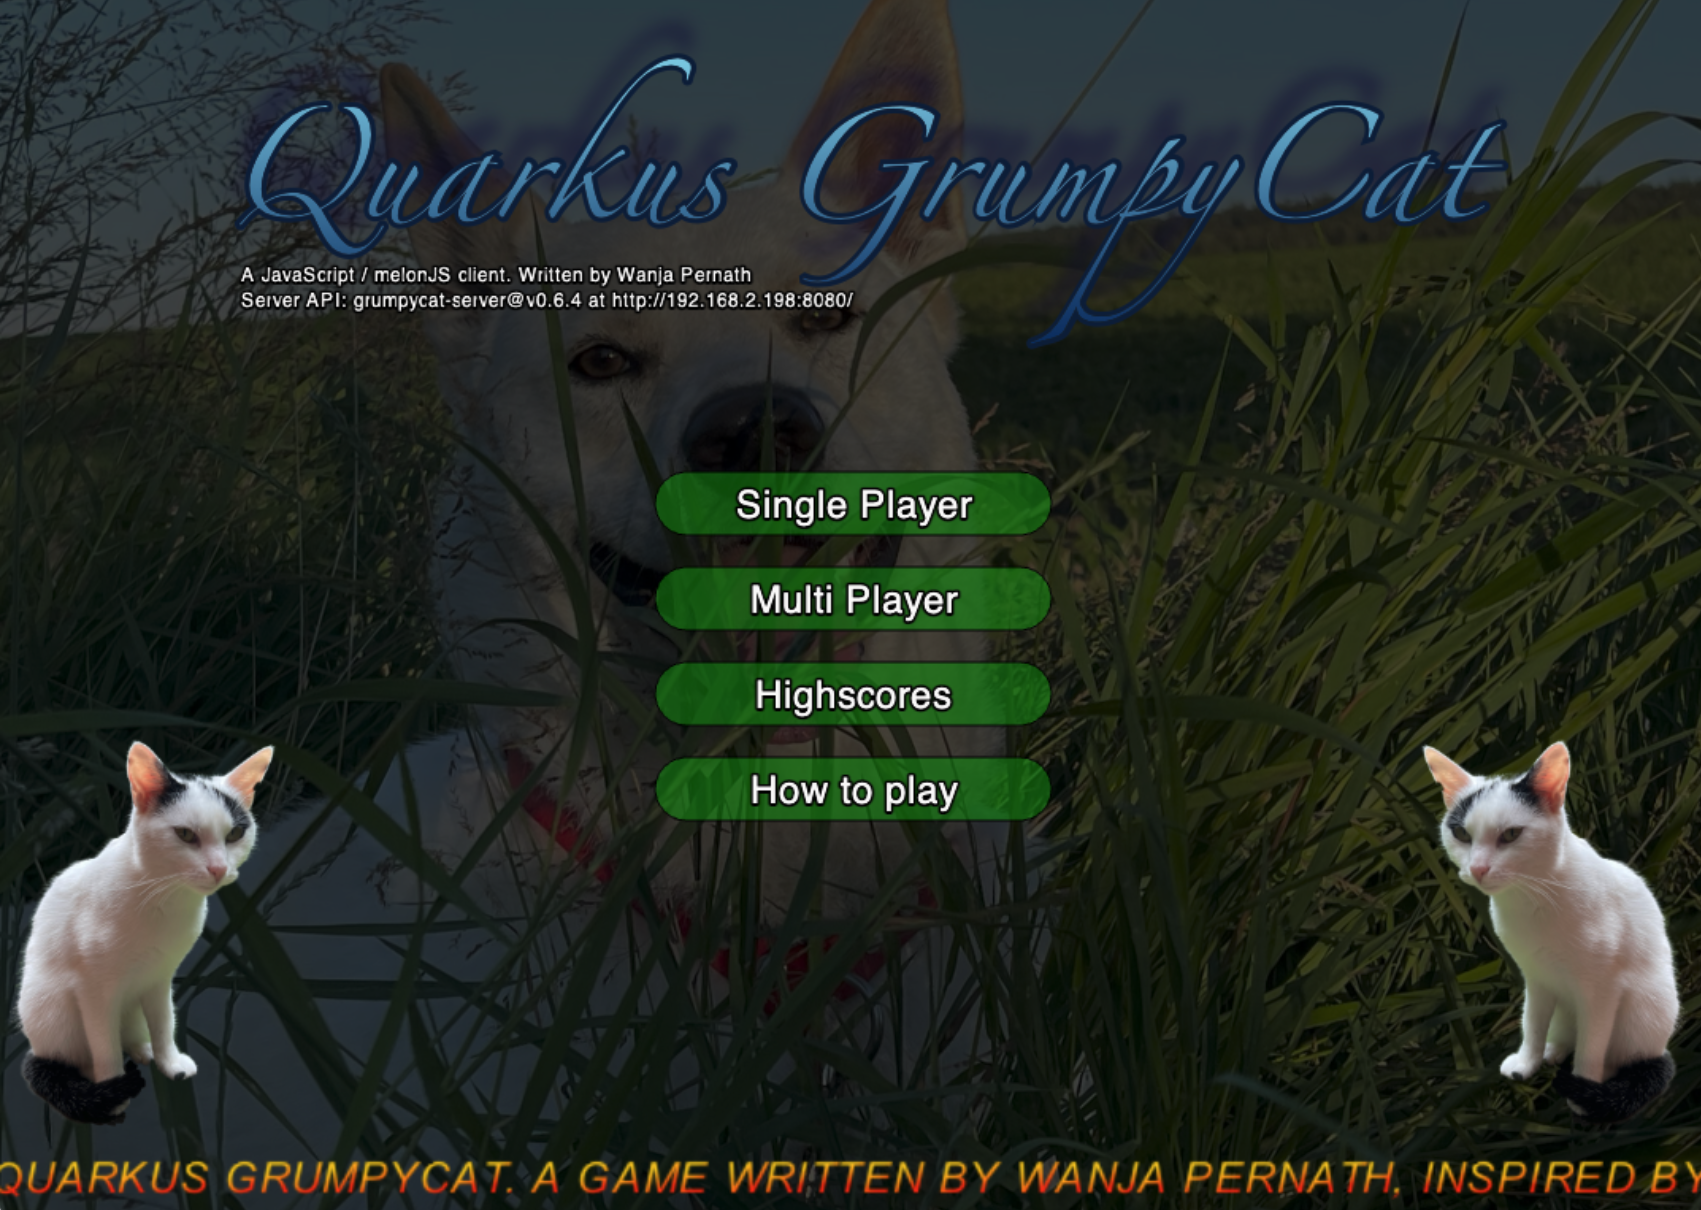 Quarkus GrumpyCat
A JavaScript / melonJS client. Written by Wanja Pernath
Server API: grumpycat-server@v0.6.4 at http://192.168.2.198:8080/
Single Player
Multi Player
Highscores
How to play
QUARKUS GRUMPYCAT. A GAME WRITTEN BY WANJA PERNATH, INSPIRED BY